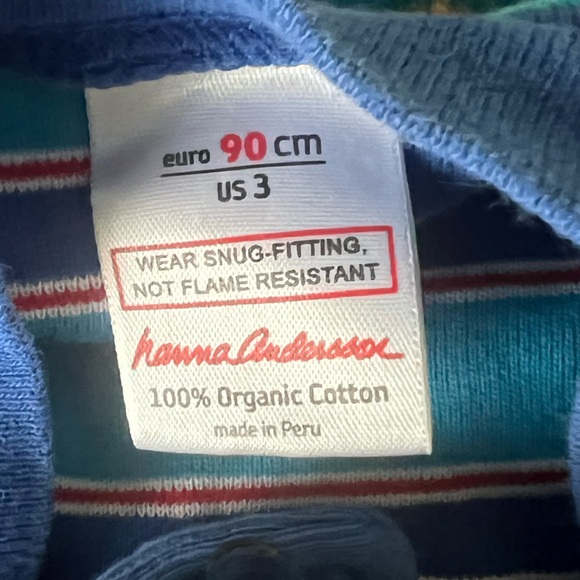 euro 90 cm
US 3
WEAR SNUG-FITTING,
NOT FLAME RESISTANT
hanna andersson
100% Organic Cotton
made in Peru